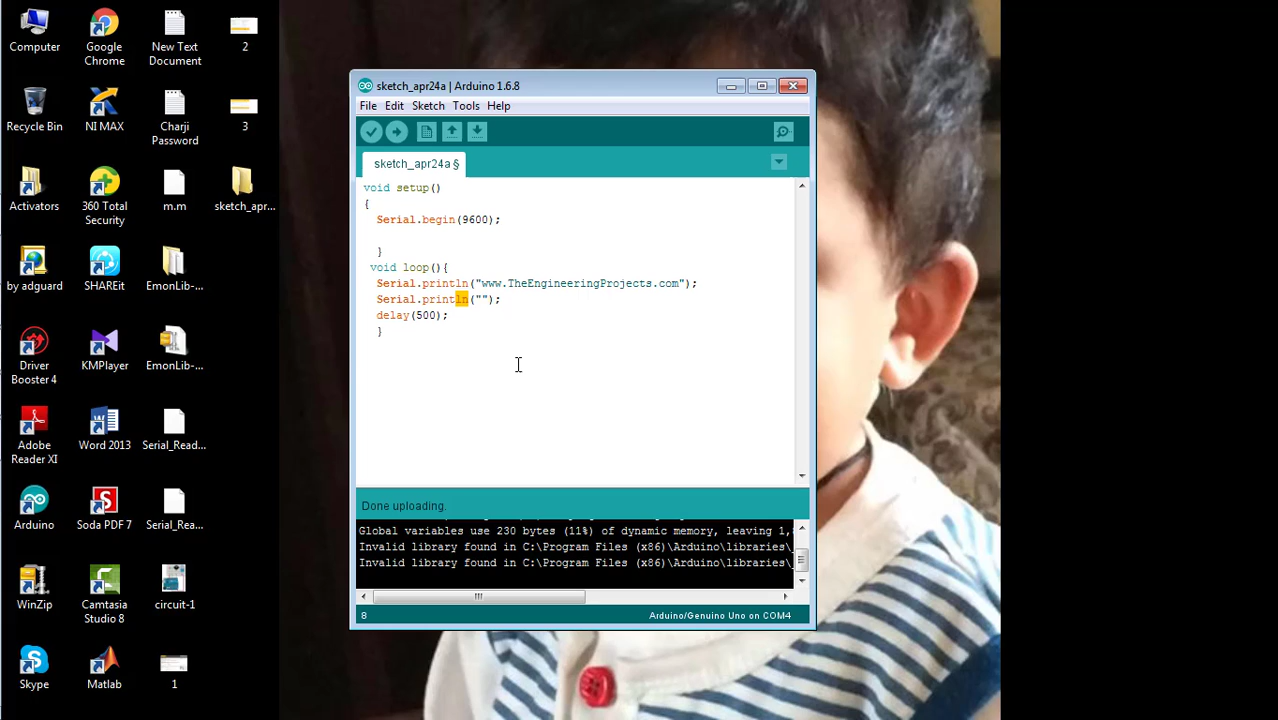 Computer
Google Chrome
New Text Document
2
Recycle Bin
NI MAX
Charji Password
3
Activators
360 Total Security
m.m
sketch_apr...
by adguard
SHAREit
EmonLib-...
Driver Booster 4
KMPlayer
EmonLib-...
Adobe Reader XI
Word 2013
Serial_Read...
Arduino
Soda PDF 7
Serial_Rea...
WinZip
Camtasia Studio 8
circuit-1
Skype
Matlab
1
sketch_apr24a | Arduino 1.6.8
File Edit Sketch Tools Help
sketch_apr24a §
void setup()
{
Serial.begin(9600);
}
void loop(){
Serial.println("www.TheEngineeringProjects.com");
Serial.println("");
delay(500);
}
Done uploading.
Global variables use 230 bytes (11%) of dynamic memory, leaving 1,
Invalid library found in C:\Program Files (x86)\Arduino\libraries\
Invalid library found in C:\Program Files (x86)\Arduino\libraries\
8
Arduino/Genuino Uno on COM4